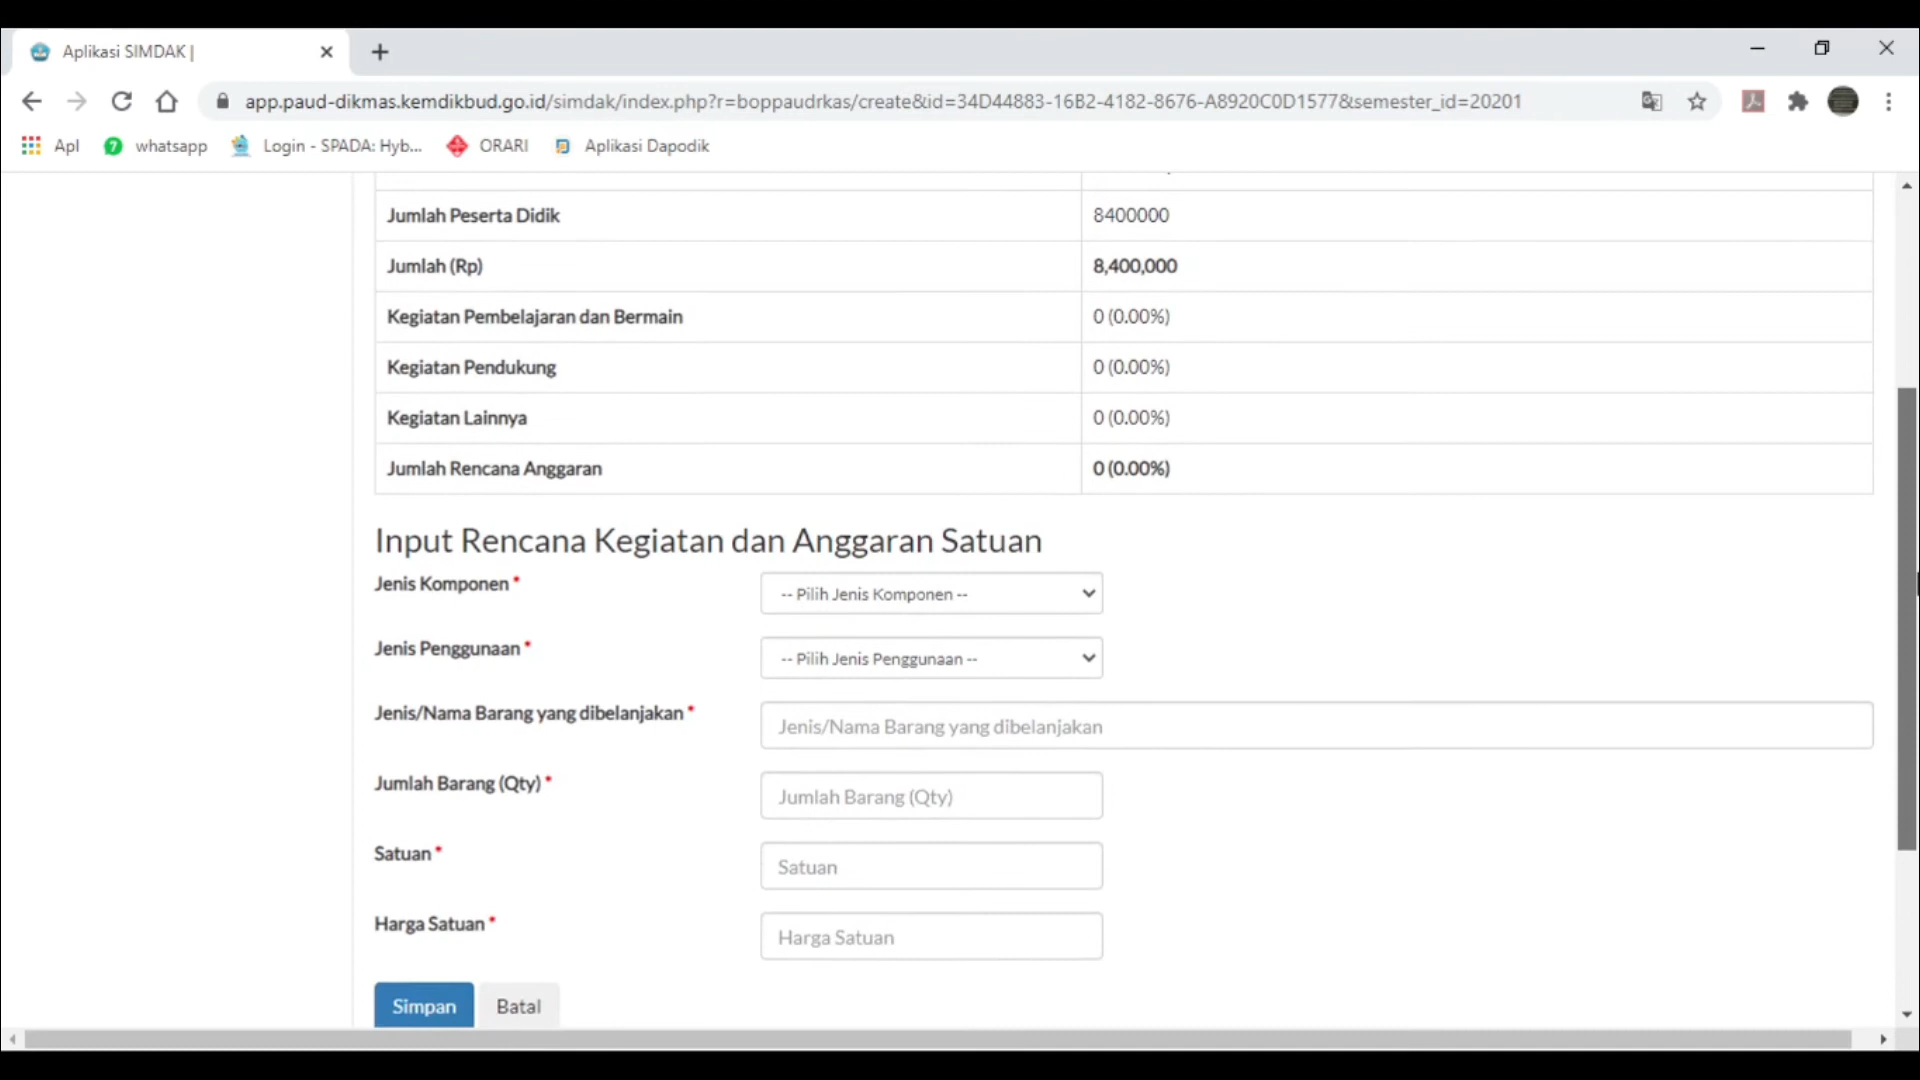 Aplikasi SIMDAK |
app.paud-dikmas.kemdikbud.go.id/simdak/index.php?r=boppaudrkas/create&id=34D44883-16B2-4182-8676-A8920C0D1577&semester_id=20201
Apl whatsapp Login - SPADA: Hyb... ORARI Aplikasi Dapodik
Jumlah Peserta Didik 8400000
Jumlah (Rp) 8,400,000
Kegiatan Pembelajaran dan Bermain 0 (0.00%)
Kegiatan Pendukung 0 (0.00%)
Kegiatan Lainnya 0 (0.00%)
Jumlah Rencana Anggaran 0 (0.00%)
Input Rencana Kegiatan dan Anggaran Satuan
Jenis Komponen * -- Pilih Jenis Komponen --
Jenis Penggunaan * -- Pilih Jenis Penggunaan --
Jenis/Nama Barang yang dibelanjakan * Jenis/Nama Barang yang dibelanjakan
Jumlah Barang (Qty) * Jumlah Barang (Qty)
Satuan * Satuan
Harga Satuan * Harga Satuan
Simpan Batal